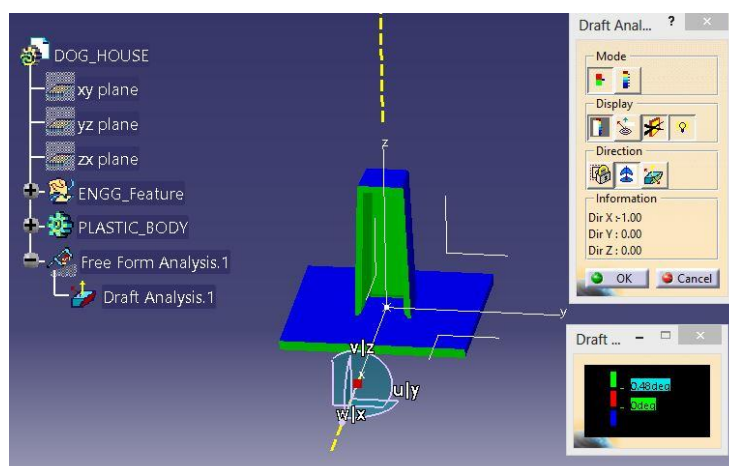 DOG_HOUSE
xy plane
yz plane
zx plane
ENGG_Feature
PLASTIC_BODY
Free Form Analysis.1
Draft Analysis.1
z
y
v|z
x
u|y
w|x
Draft Anal... ?
Mode
Display
Direction
Information
Dir X :-1.00
Dir Y : 0.00
Dir Z : 0.00
OK Cancel
Draft ...
0.48deg
0deg